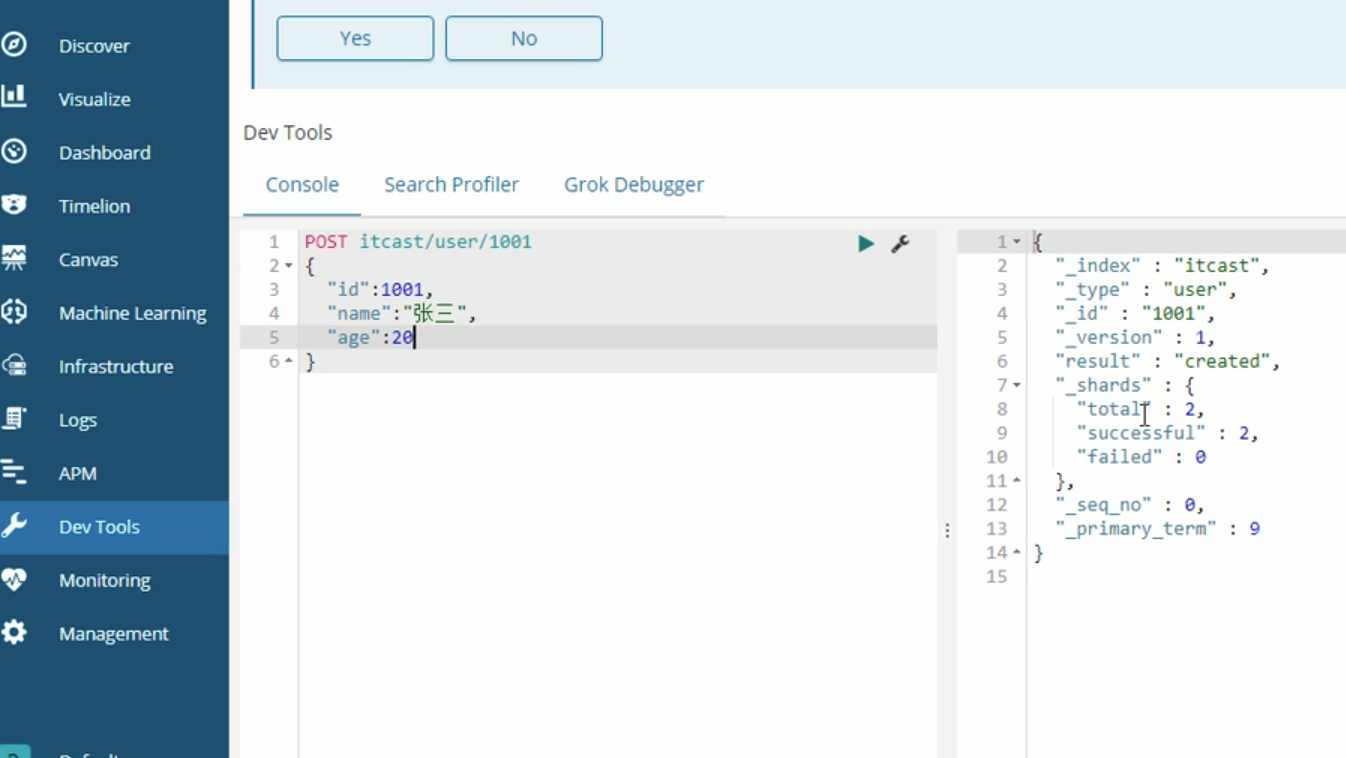 Discover
Visualize
Dashboard
Timelion
Canvas
Machine Learning
Infrastructure
Logs
APM
Dev Tools
Monitoring
Management
Yes No
Dev Tools
Console Search Profiler Grok Debugger
1 POST itcast/user/1001
2 {
3 "id":1001,
4 "name":"张三",
5 "age":20
6 }
1 {
2 "_index" : "itcast",
3 "_type" : "user",
4 "_id" : "1001",
5 "_version" : 1,
6 "result" : "created",
7 "_shards" : {
8 "total" : 2,
9 "successful" : 2,
10 "failed" : 0
11 },
12 "_seq_no" : 0,
13 "_primary_term" : 9
14 }
15